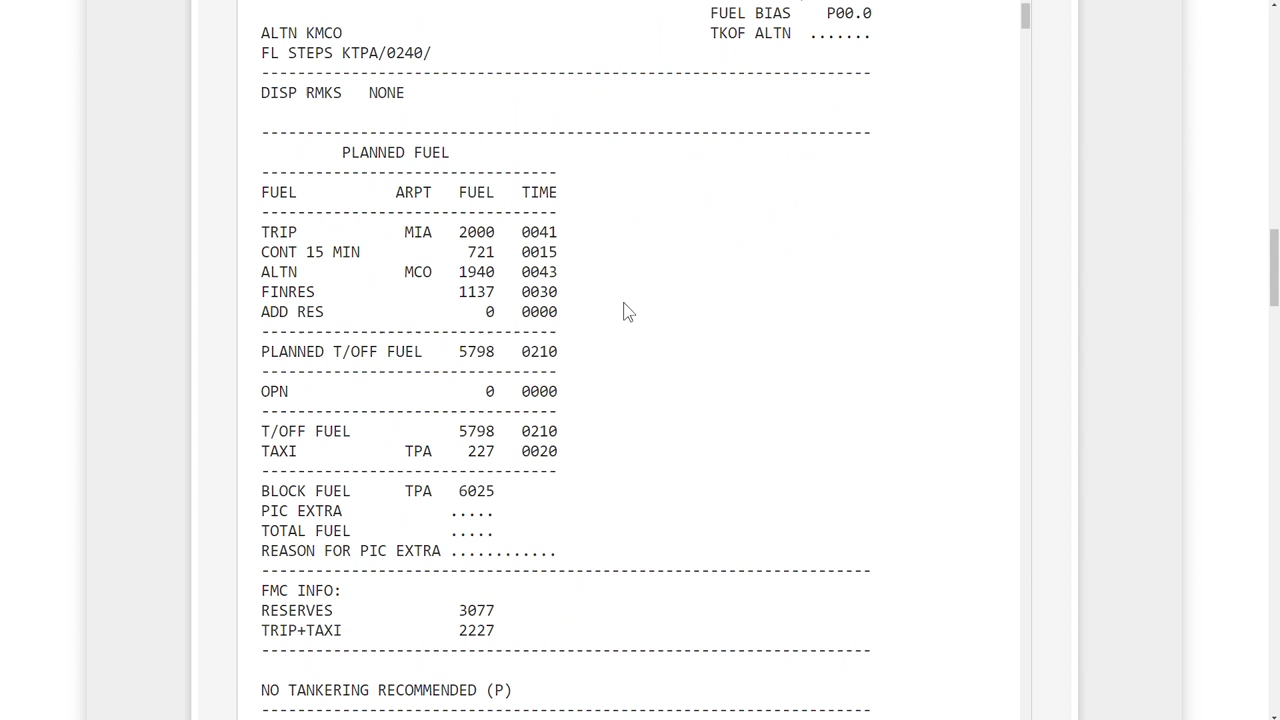 FUEL BIAS P00.0
ALTN KMCO TKOF ALTN .......
FL STEPS KTPA/0240/
--------------------------------------------------------------------
DISP RMKS NONE
--------------------------------------------------------------------
PLANNED FUEL
---------------------------------
FUEL ARPT FUEL TIME
---------------------------------
TRIP MIA 2000 0041
CONT 15 MIN 721 0015
ALTN MCO 1940 0043
FINRES 1137 0030
ADD RES 0 0000
---------------------------------
PLANNED T/OFF FUEL 5798 0210
---------------------------------
OPN 0 0000
---------------------------------
T/OFF FUEL 5798 0210
TAXI TPA 227 0020
---------------------------------
BLOCK FUEL TPA 6025
PIC EXTRA .....
TOTAL FUEL .....
REASON FOR PIC EXTRA ............
--------------------------------------------------------------------
FMC INFO:
RESERVES 3077
TRIP+TAXI 2227
--------------------------------------------------------------------
NO TANKERING RECOMMENDED (P)
--------------------------------------------------------------------